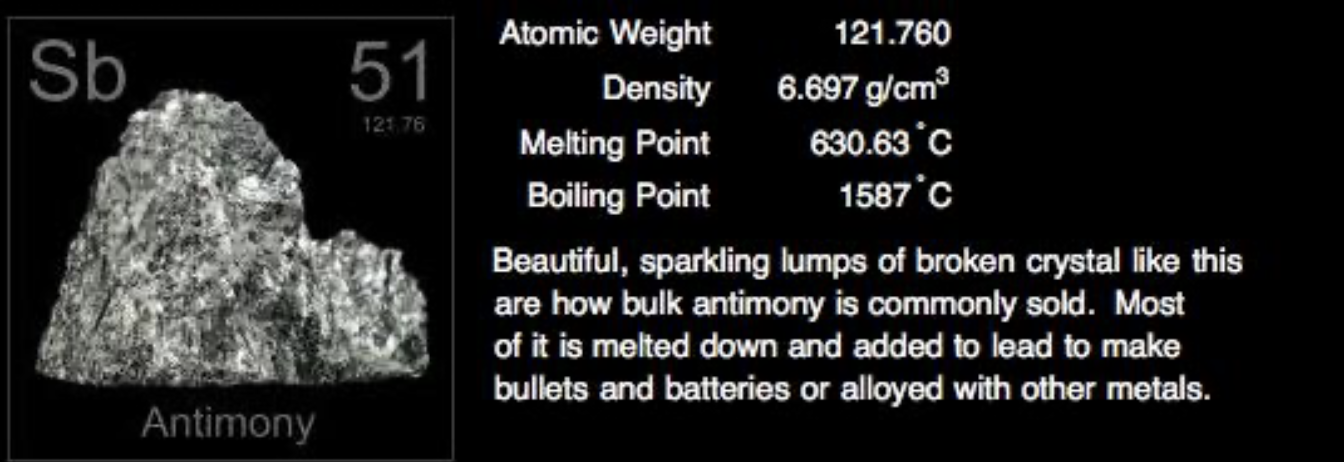 Sb 51
121.76
Antimony
Atomic Weight 121.760
Density 6.697 g/cm³
Melting Point 630.63 °C
Boiling Point 1587 °C
Beautiful, sparkling lumps of broken crystal like this
are how bulk antimony is commonly sold.  Most
of it is melted down and added to lead to make
bullets and batteries or alloyed with other metals.